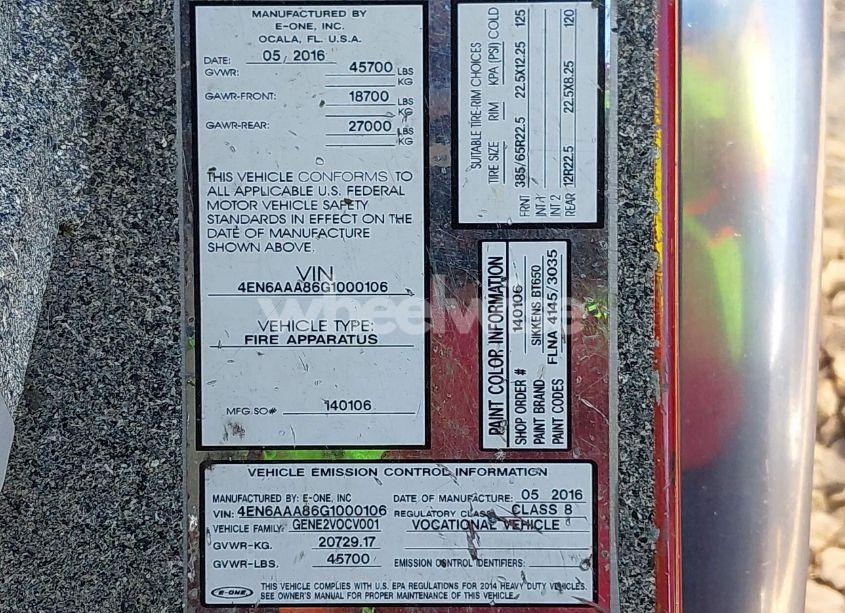 MANUFACTURED BY
E-ONE, INC.
OCALA, FL. U.S.A.
DATE: 05 / 2016
GVWR: 45700 LBS
KG
GAWR-FRONT: 18700 LBS
KG
GAWR-REAR: 27000 LBS
KG
THIS VEHICLE CONFORMS TO
ALL APPLICABLE U.S. FEDERAL
MOTOR VEHICLE SAFETY
STANDARDS IN EFFECT ON THE
DATE OF MANUFACTURE
SHOWN ABOVE.
VIN
4EN6AAA86G1000106
VEHICLE TYPE:
FIRE APPARATUS
MFG SO# 140106
SUITABLE TIRE-RIM CHOICES
TIRE SIZE RIM KPA (PSI) COLD
FRNT 385/65R22.5 22.5X12.25 125
INT 1
INT 2
REAR 12R22.5 22.5X8.25 120
PAINT COLOR INFORMATION
SHOP ORDER # 140106
PAINT BRAND SIKKENS BT650
PAINT CODES FLNA 4145/3035
wheelvote
VEHICLE EMISSION CONTROL INFORMATION
MANUFACTURED BY: E-ONE, INC DATE OF MANUFACTURE: 05 2016
VIN: 4EN6AAA86G1000106 REGULATORY CLASS: CLASS 8
VEHICLE FAMILY: GENE2VOCV001 VOCATIONAL VEHICLE
GVWR-KG. 20729.17
GVWR-LBS. 45700 EMISSION CONTROL IDENTIFIERS:
E-ONE THIS VEHICLE COMPLIES WITH U.S. EPA REGULATIONS FOR 2014 HEAVY DUTY VEHICLES.
SEE OWNER'S MANUAL FOR PROPER MAINTENANCE OF THIS VEHICLE.